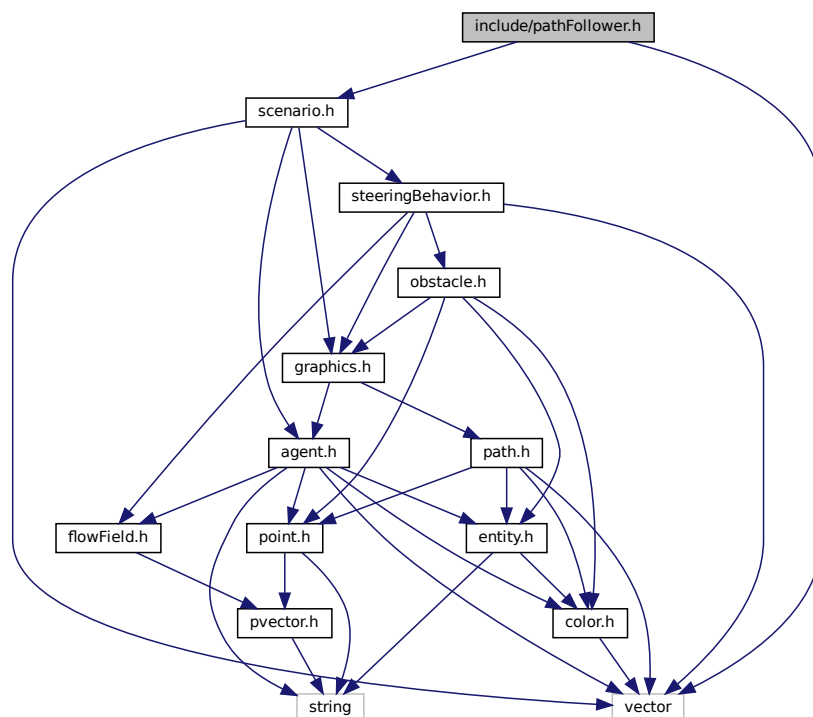 include/pathFollower.h
scenario.h
steeringBehavior.h
obstacle.h
graphics.h
agent.h
path.h
flowField.h
point.h
entity.h
pvector.h
color.h
string
vector